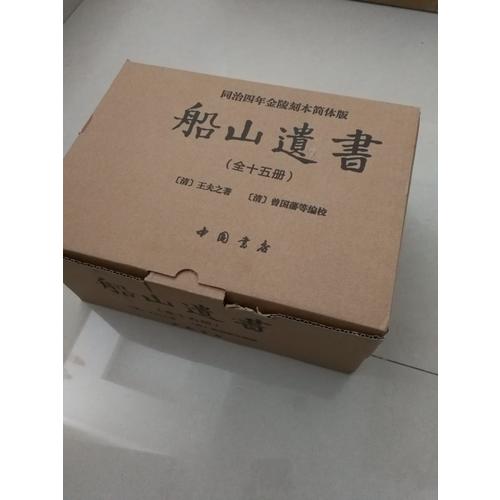 同治四年金陵刻本简体版
船山遺書
(全十五册)
〔清〕王夫之著 〔清〕曾国藩等编校
中国书店
船山遺書